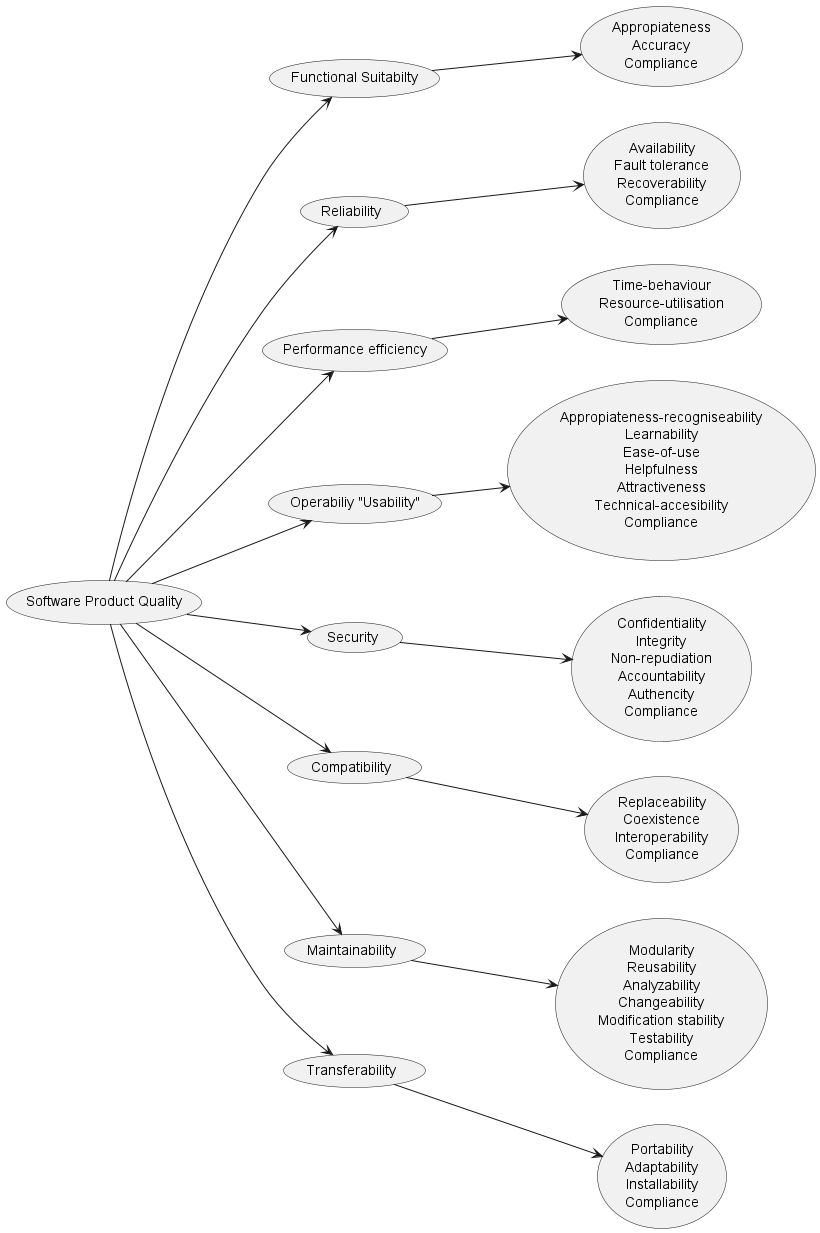 Software Product Quality
Functional Suitabilty
Appropiateness
Accuracy
Compliance
Reliability
Availability
Fault tolerance
Recoverability
Compliance
Performance efficiency
Time-behaviour
Resource-utilisation
Compliance
Operabiliy "Usability"
Appropiateness-recogniseability
Learnability
Ease-of-use
Helpfulness
Attractiveness
Technical-accesibility
Compliance
Security
Confidentiality
Integrity
Non-repudiation
Accountability
Authencity
Compliance
Compatibility
Replaceability
Coexistence
Interoperability
Compliance
Maintainability
Modularity
Reusability
Analyzability
Changeability
Modification stability
Testability
Compliance
Transferability
Portability
Adaptability
Installability
Compliance